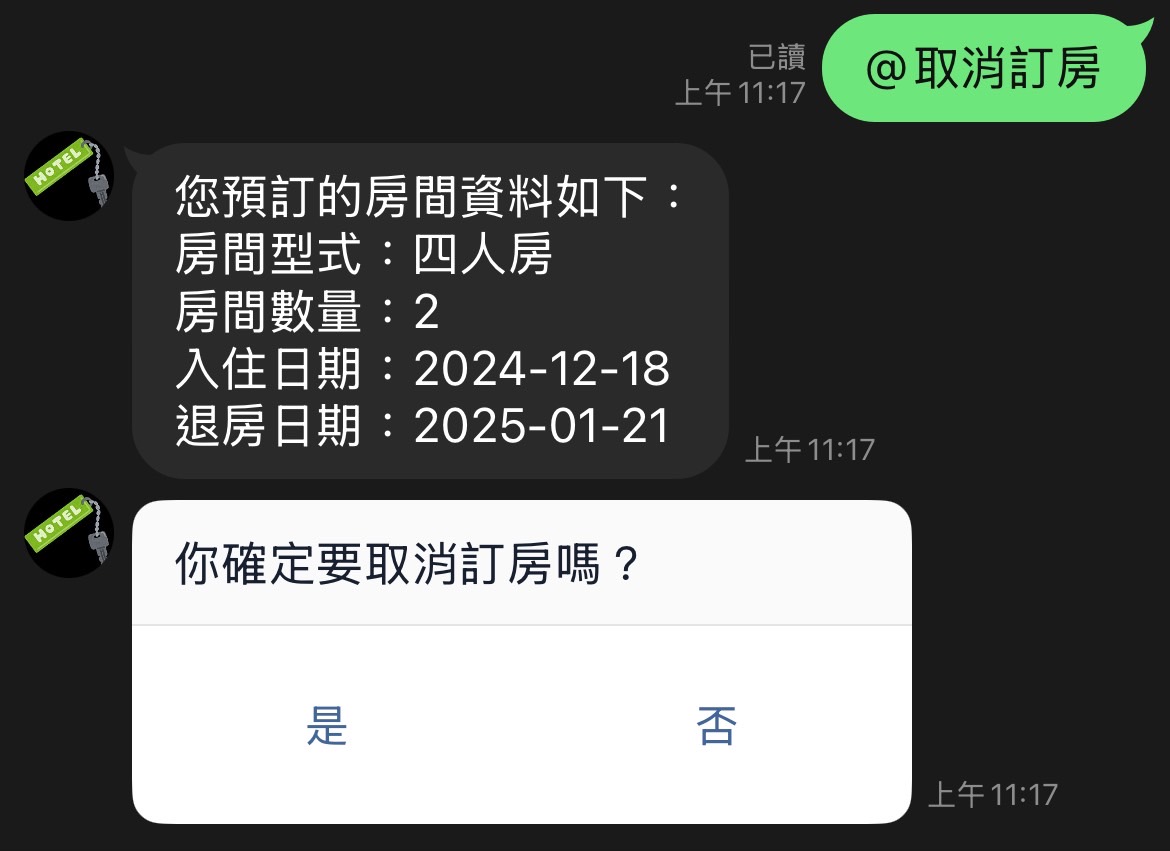 @取消訂房
已讀
上午 11:17
HOTEL
您預訂的房間資料如下：
房間型式：四人房
房間數量：2
入住日期：2024-12-18
退房日期：2025-01-21
上午 11:17
HOTEL
你確定要取消訂房嗎？
是
否
上午 11:17